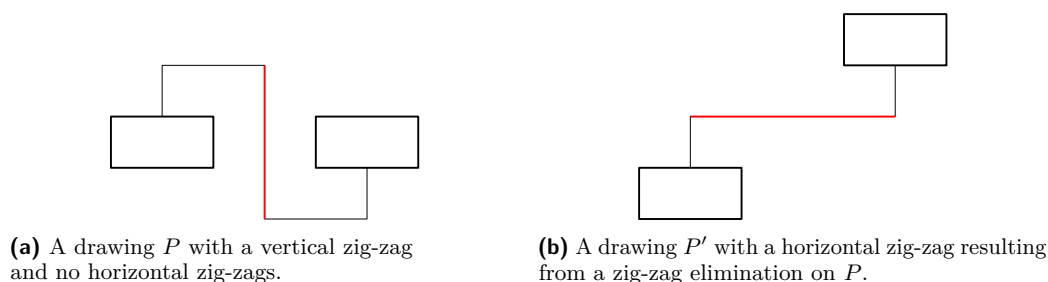 (a) A drawing P with a vertical zig-zag
and no horizontal zig-zags.
(b) A drawing P′ with a horizontal zig-zag resulting
from a zig-zag elimination on P.